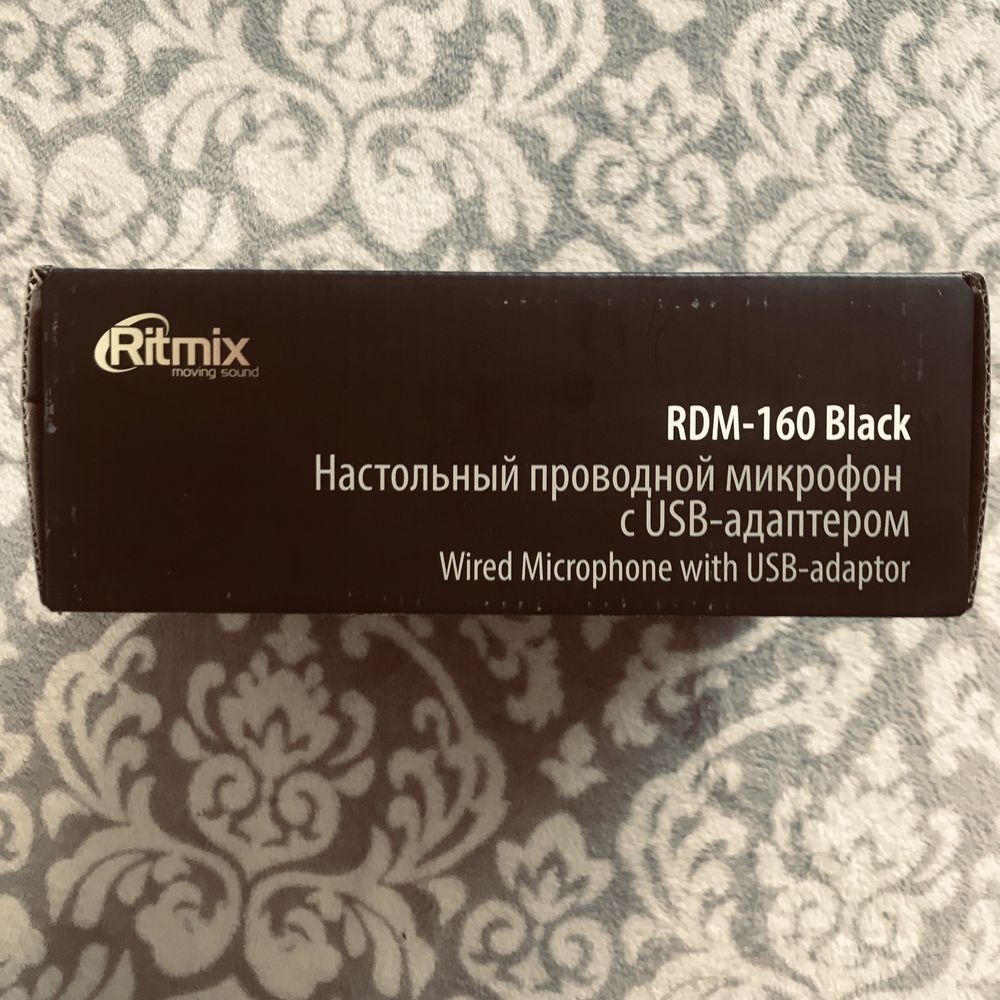 Ritmix
moving sound
RDM-160 Black
Настольный проводной микрофон
с USB-адаптером
Wired Microphone with USB-adaptor